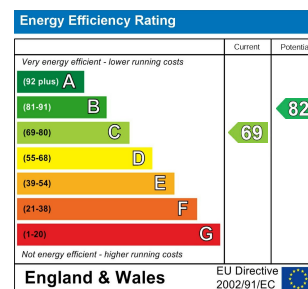 Energy Efficiency Rating
Current Potentia
Very energy efficient - lower running costs
(92 plus) A
(81-91) B 82
(69-80) C 69
(55-68) D
(39-54) E
(21-38) F
(1-20) G
Not energy efficient - higher running costs
England & Wales
EU Directive
2002/91/EC